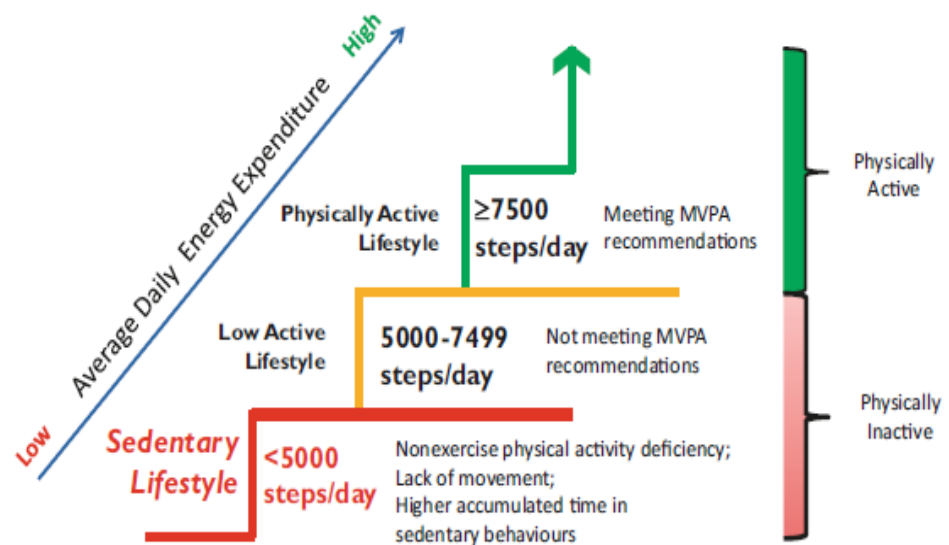 High
Average Daily Energy Expenditure
Low
Physically Active
Lifestyle
≥7500
steps/day
Meeting MVPA
recommendations
Physically
Active
Low Active
Lifestyle
5000-7499
steps/day
Not meeting MVPA
recommendations
Physically
Inactive
Sedentary
Lifestyle
<5000
steps/day
Nonexercise physical activity deficiency;
Lack of movement;
Higher accumulated time in
sedentary behaviours